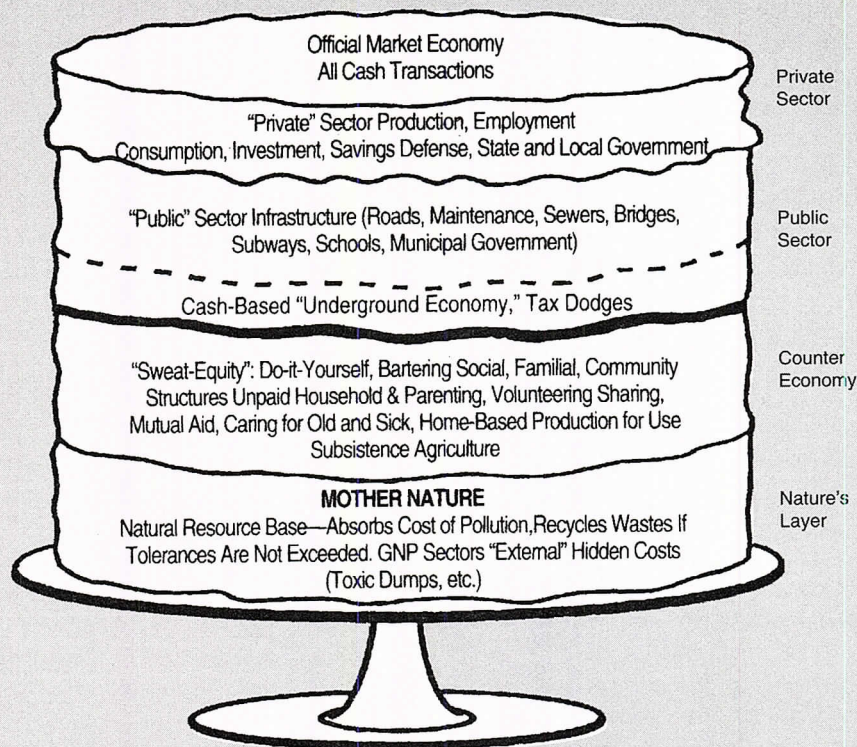 Official Market Economy
All Cash Transactions
Private
Sector
"Private" Sector Production, Employment
Consumption, Investment, Savings Defense, State and Local Government
"Public" Sector Infrastructure (Roads, Maintenance, Sewers, Bridges,
Subways, Schools, Municipal Government)
Public
Sector
Cash-Based "Underground Economy," Tax Dodges
"Sweat-Equity": Do-it-Yourself, Bartering Social, Familial, Community
Structures Unpaid Household & Parenting, Volunteering Sharing,
Mutual Aid, Caring for Old and Sick, Home-Based Production for Use
Subsistence Agriculture
Counter
Economy
MOTHER NATURE
Natural Resource Base—Absorbs Cost of Pollution,Recycles Wastes If
Tolerances Are Not Exceeded. GNP Sectors "External" Hidden Costs
(Toxic Dumps, etc.)
Nature's
Layer